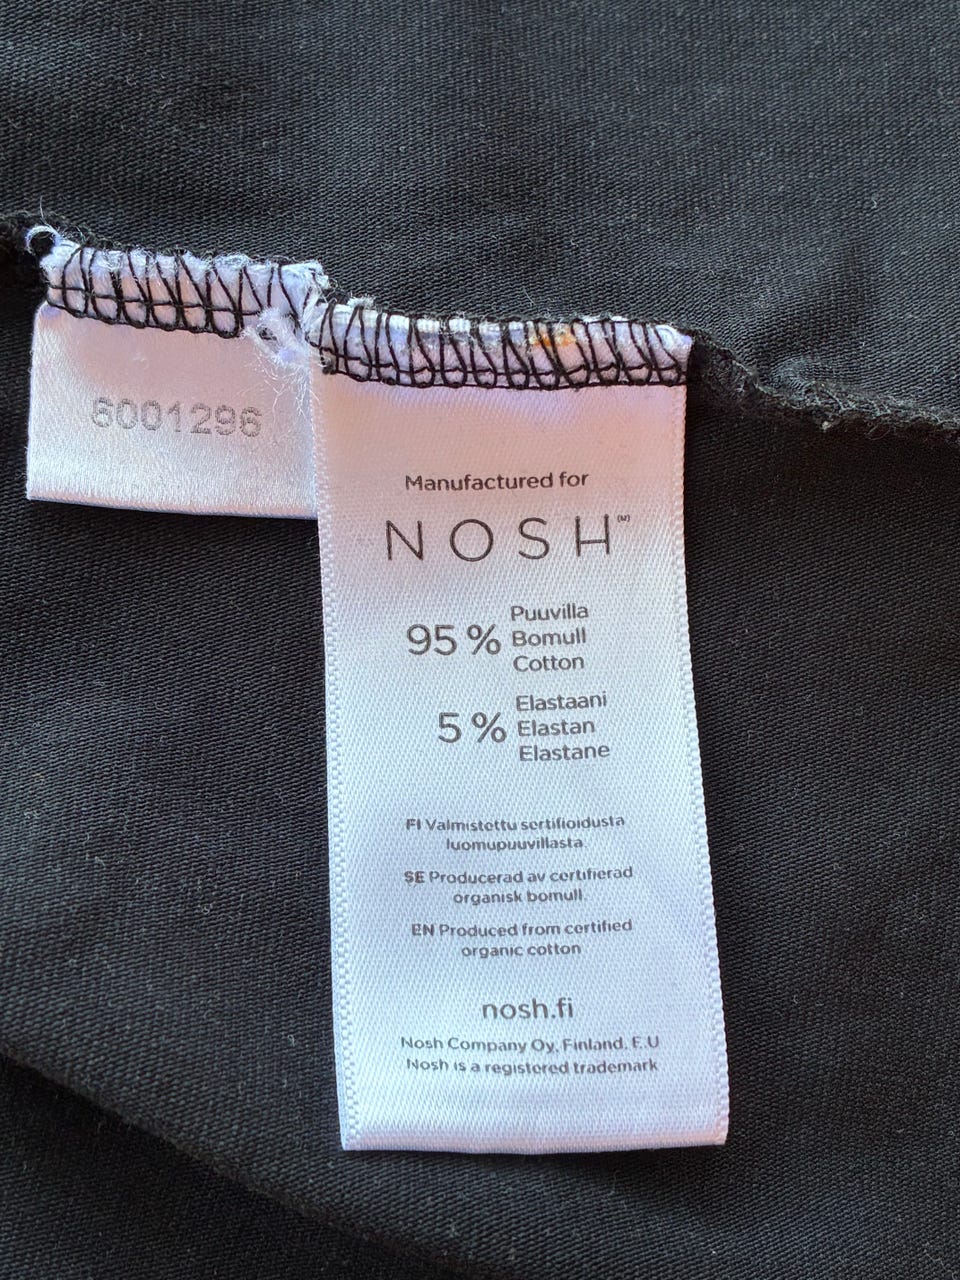 6001296
Manufactured for
NOSH
95 % Puuvilla
Bomull
Cotton
5 % Elastaani
Elastan
Elastane
FI Valmistettu sertifioidusta
luomupuuvillasta.
SE Producerad av certifierad
organisk bomull.
EN Produced from certified
organic cotton
nosh.fi
Nosh Company Oy, Finland, E.U
Nosh is a registered trademark